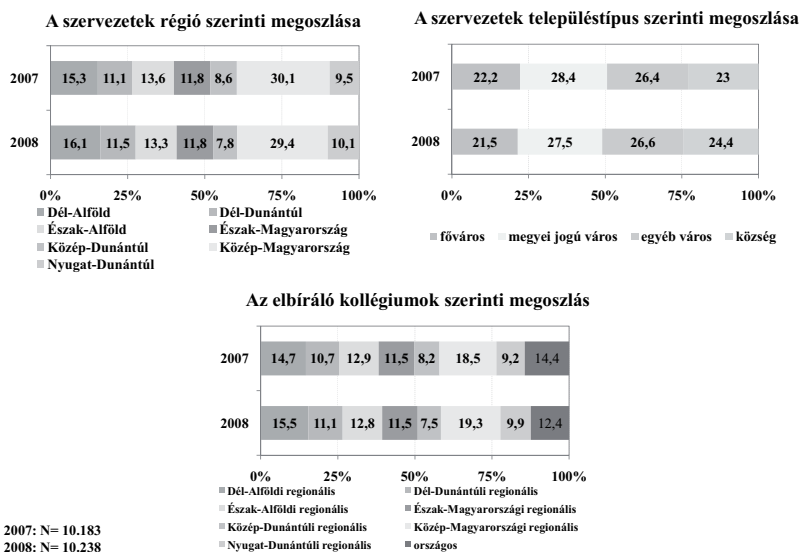 A szervezetek régió szerinti megoszlása
2007 15,3 11,1 13,6 11,8 8,6 30,1 9,5
2008 16,1 11,5 13,3 11,8 7,8 29,4 10,1
0% 25% 50% 75% 100%
Dél-Alföld Dél-Dunántúl
Észak-Alföld Észak-Magyarország
Közép-Dunántúl Közép-Magyarország
Nyugat-Dunántúl
A szervezetek településtípus szerinti megoszlása
2007 22,2 28,4 26,4 23
2008 21,5 27,5 26,6 24,4
0% 25% 50% 75% 100%
főváros megyei jogú város egyéb város község
Az elbíráló kollégiumok szerinti megoszlás
2007 14,7 10,7 12,9 11,5 8,2 18,5 9,2 14,4
2008 15,5 11,1 12,8 11,5 7,5 19,3 9,9 12,4
0% 25% 50% 75% 100%
Dél-Alföldi regionális Dél-Dunántúli regionális
Észak-Alföldi regionális Észak-Magyarországi regionális
Közép-Dunántúli regionális Közép-Magyarországi regionális
Nyugat-Dunántúli regionális országos
2007: N= 10.183
2008: N= 10.238